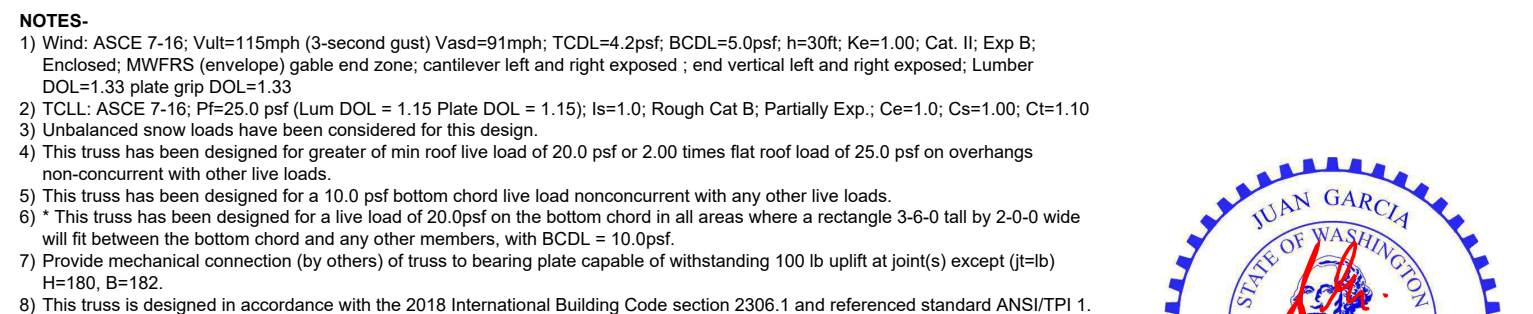 NOTES-
1) Wind: ASCE 7-16; Vult=115mph (3-second gust) Vasd=91mph; TCDL=4.2psf; BCDL=5.0psf; h=30ft; Ke=1.00; Cat. II; Exp B;
Enclosed; MWFRS (envelope) gable end zone; cantilever left and right exposed ; end vertical left and right exposed; Lumber
DOL=1.33 plate grip DOL=1.33
2) TCLL: ASCE 7-16; Pf=25.0 psf (Lum DOL = 1.15 Plate DOL = 1.15); Is=1.0; Rough Cat B; Partially Exp.; Ce=1.0; Cs=1.00; Ct=1.10
3) Unbalanced snow loads have been considered for this design.
4) This truss has been designed for greater of min roof live load of 20.0 psf or 2.00 times flat roof load of 25.0 psf on overhangs
non-concurrent with other live loads.
5) This truss has been designed for a 10.0 psf bottom chord live load nonconcurrent with any other live loads.
6) * This truss has been designed for a live load of 20.0psf on the bottom chord in all areas where a rectangle 3-6-0 tall by 2-0-0 wide
will fit between the bottom chord and any other members, with BCDL = 10.0psf.
7) Provide mechanical connection (by others) of truss to bearing plate capable of withstanding 100 lb uplift at joint(s) except (jt=lb)
H=180, B=182.
8) This truss is designed in accordance with the 2018 International Building Code section 2306.1 and referenced standard ANSI/TPI 1.
JUAN GARCIA
STATE OF WASHINGTON